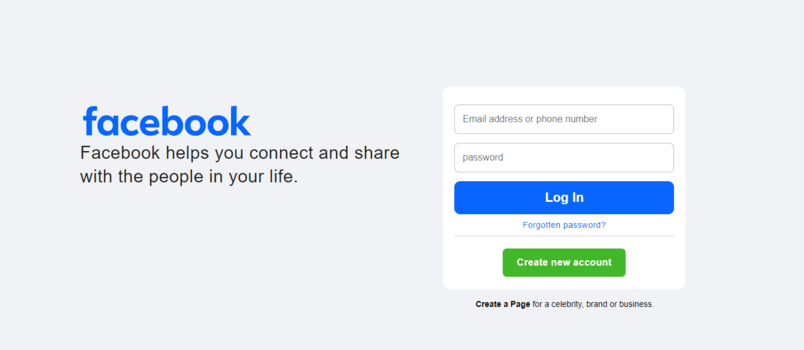 facebook
Facebook helps you connect and share
with the people in your life.
Email address or phone number
password
Log In
Forgotten password?
Create new account
Create a Page for a celebrity, brand or business.